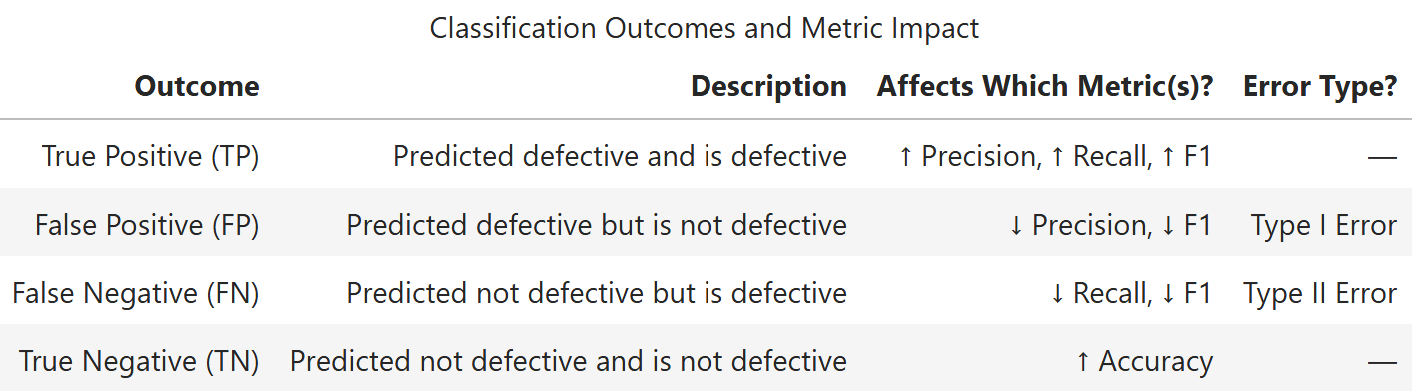 Classification Outcomes and Metric Impact
Outcome Description Affects Which Metric(s)? Error Type?
True Positive (TP) Predicted defective and is defective ↑ Precision, ↑ Recall, ↑ F1 —
False Positive (FP) Predicted defective but is not defective ↓ Precision, ↓ F1 Type I Error
False Negative (FN) Predicted not defective but is defective ↓ Recall, ↓ F1 Type II Error
True Negative (TN) Predicted not defective and is not defective ↑ Accuracy —